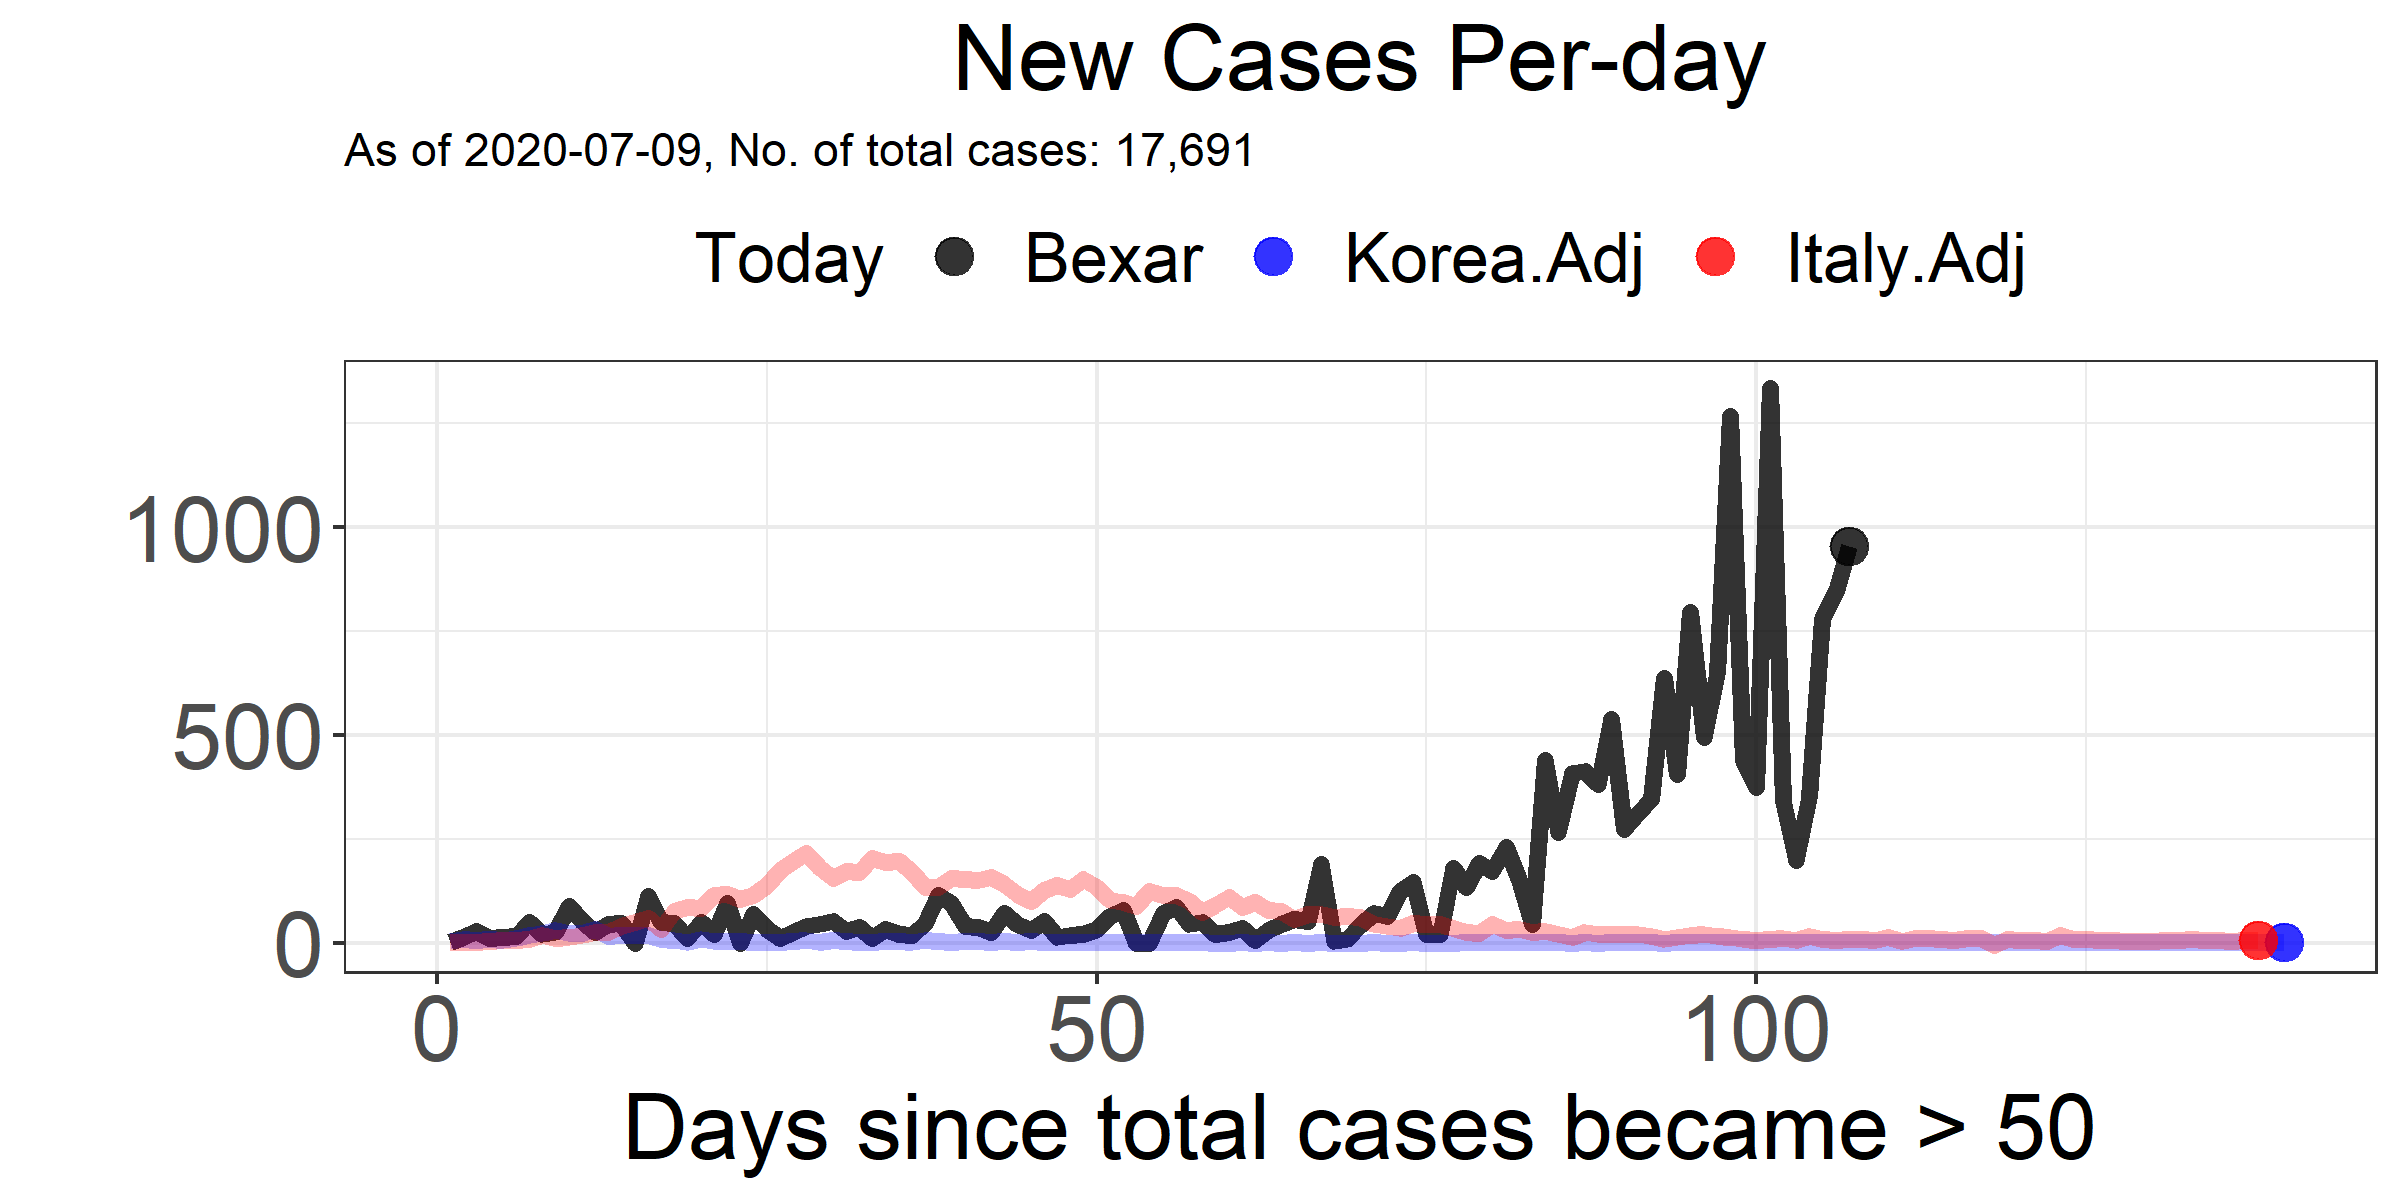 New Cases Per-day
As of 2020-07-09, No. of total cases: 17,691
Today Bexar Korea.Adj Italy.Adj
1000
500
0
0 50 100
Days since total cases became > 50